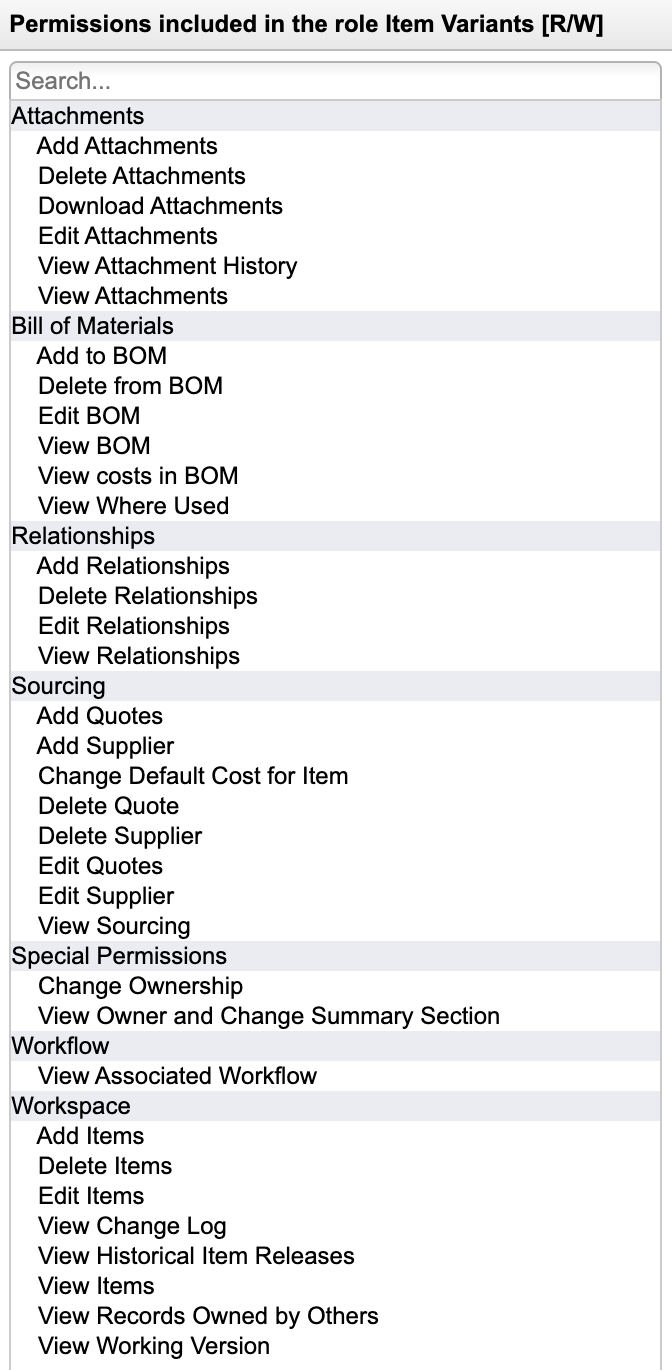 Permissions included in the role Item Variants [R/W]
Search...
Attachments
Add Attachments
Delete Attachments
Download Attachments
Edit Attachments
View Attachment History
View Attachments
Bill of Materials
Add to BOM
Delete from BOM
Edit BOM
View BOM
View costs in BOM
View Where Used
Relationships
Add Relationships
Delete Relationships
Edit Relationships
View Relationships
Sourcing
Add Quotes
Add Supplier
Change Default Cost for Item
Delete Quote
Delete Supplier
Edit Quotes
Edit Supplier
View Sourcing
Special Permissions
Change Ownership
View Owner and Change Summary Section
Workflow
View Associated Workflow
Workspace
Add Items
Delete Items
Edit Items
View Change Log
View Historical Item Releases
View Items
View Records Owned by Others
View Working Version